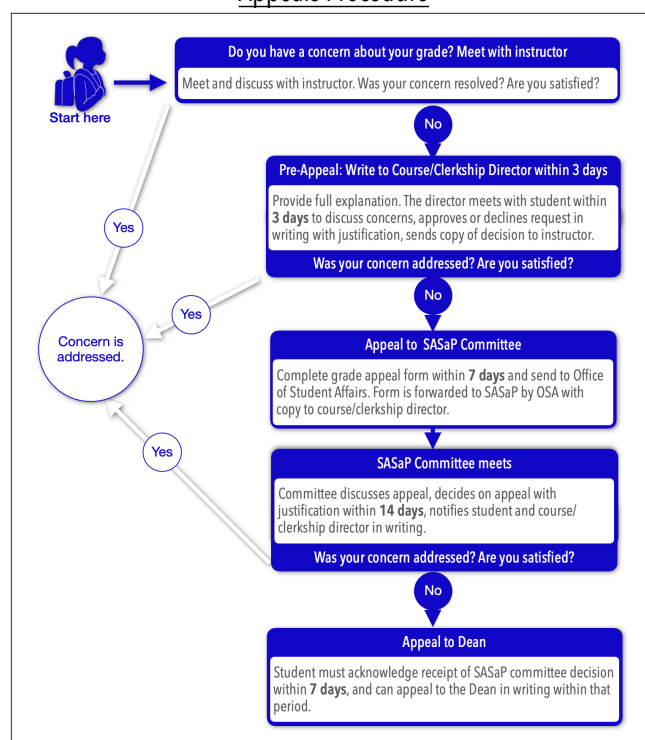 Appeals Procedure
Do you have a concern about your grade? Meet with instructor
Meet and discuss with instructor. Was your concern resolved? Are you satisfied?
Start here
No
Pre-Appeal: Write to Course/Clerkship Director within 3 days
Provide full explanation. The director meets with student within
3 days to discuss concerns, approves or declines request in
writing with justification, sends copy of decision to instructor.
Was your concern addressed? Are you satisfied?
Yes
No
Yes
Concern is
addressed.
Appeal to SASaP Committee
Complete grade appeal form within 7 days and send to Office
of Student Affairs. Form is forwarded to SASaP by OSA with
copy to course/clerkship director.
Yes
SASaP Committee meets
Committee discusses appeal, decides on appeal with
justification within 14 days, notifies student and course/
clerkship director in writing.
Was your concern addressed? Are you satisfied?
No
Appeal to Dean
Student must acknowledge receipt of SASaP committee decision
within 7 days, and can appeal to the Dean in writing within that
period.